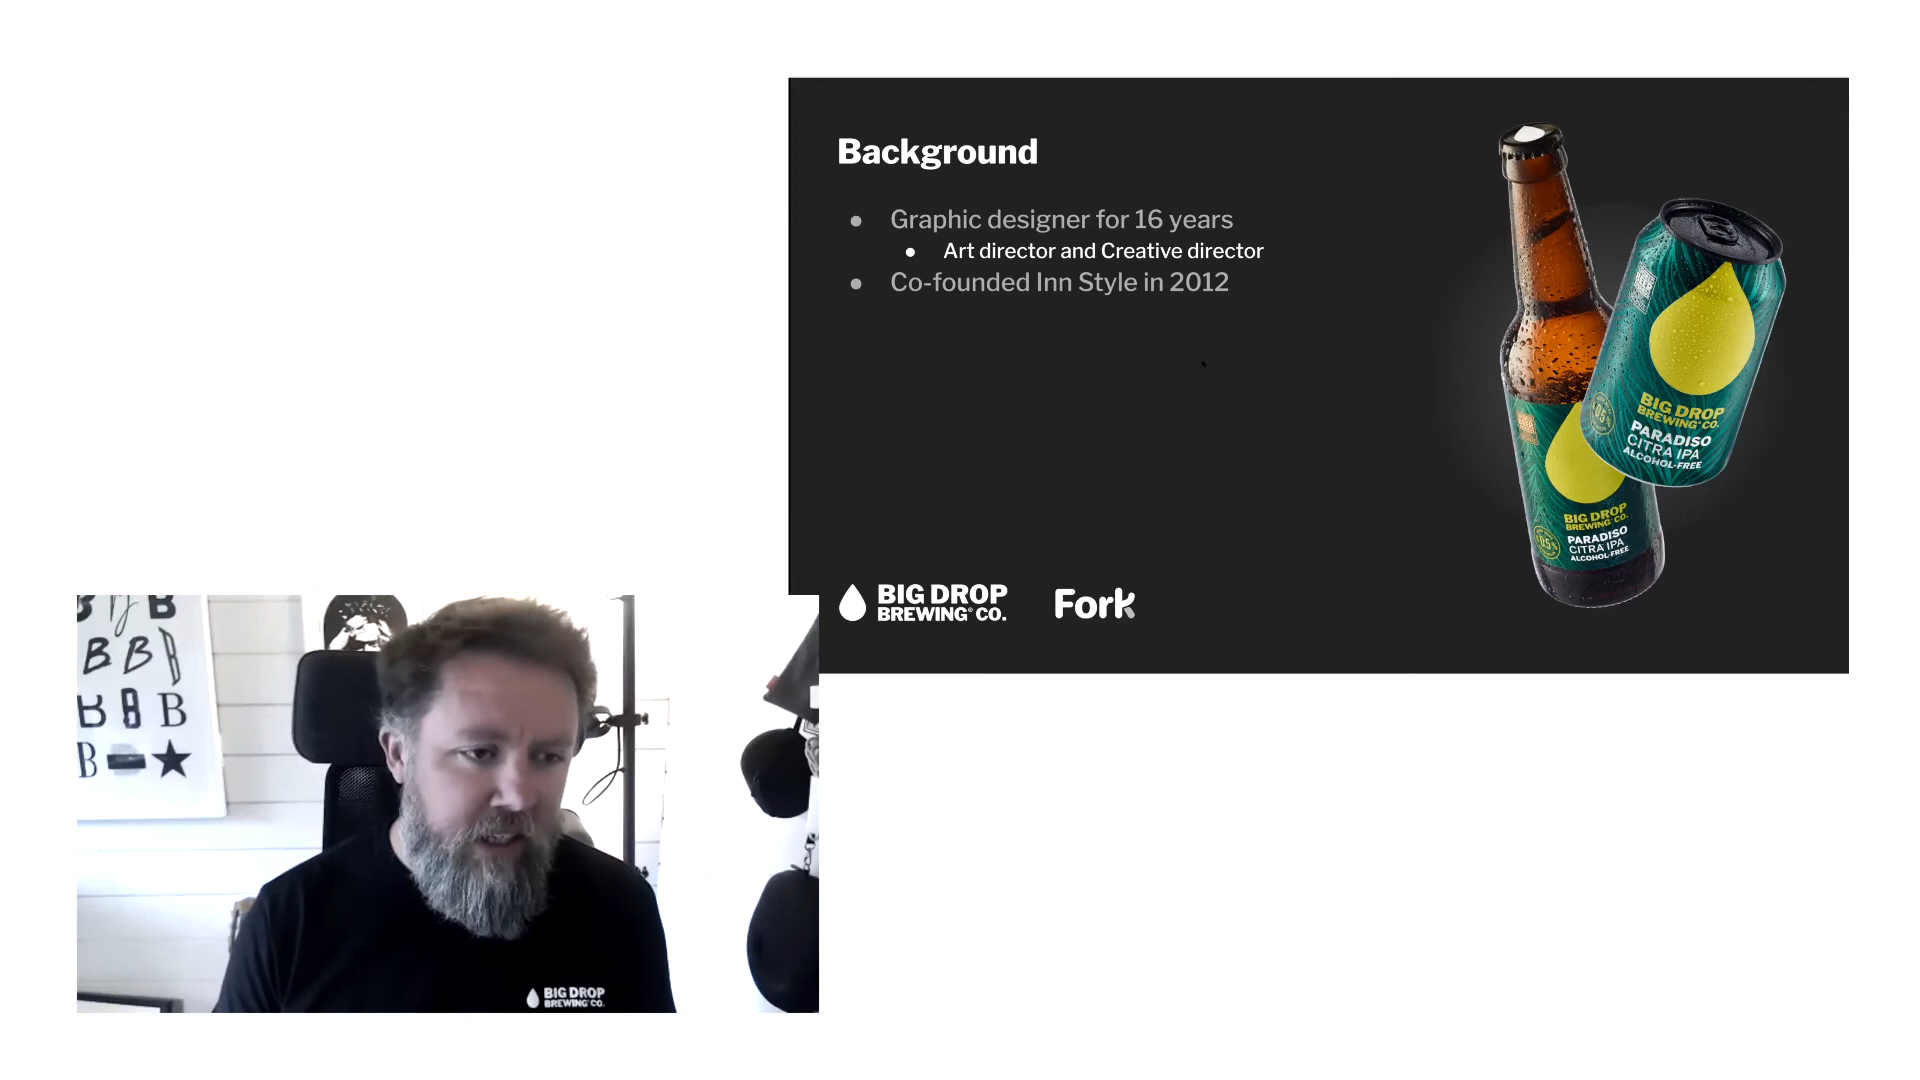 Background
Graphic designer for 16 years
Art director and Creative director
Co-founded Inn Style in 2012
BIG DROP
BREWING® CO.
PARADISO
CITRA IPA
ALCOHOL-FREE
BIG DROP
BREWING® CO.
PARADISO
CITRA IPA
ALCOHOL-FREE
BIG DROP
BREWING® CO.
Fork
B B
B B
B B
B
BIG DROP
BREWING® CO.